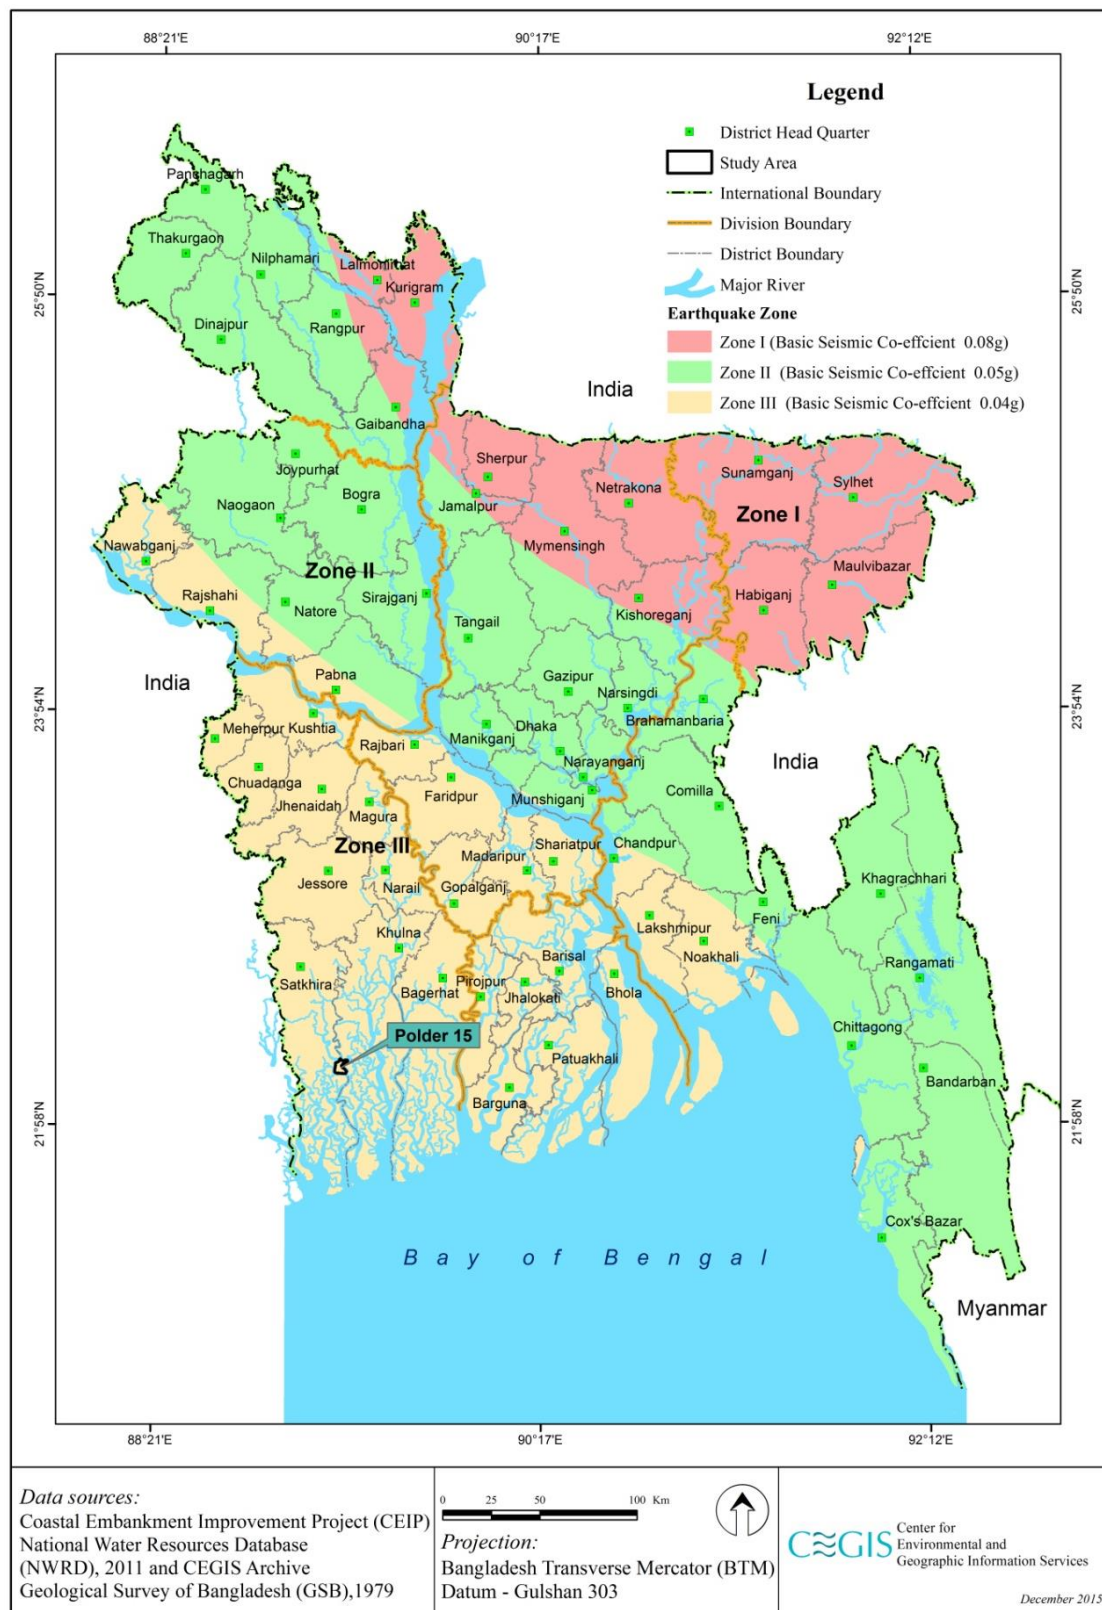 88°21'E
90°17'E
92°12'E
Legend
District Head Quarter
Study Area
International Boundary
Division Boundary
District Boundary
Major River
Earthquake Zone
Zone I (Basic Seismic Co-effcient 0.08g)
Zone II (Basic Seismic Co-effcient 0.05g)
Zone III (Basic Seismic Co-effcient 0.04g)
Panchagarh
Thakurgaon
Nilphamari
Lalmonirhat
Kurigram
25°50'N
25°50'N
Dinajpur
Rangpur
India
Gaibandha
Joypurhat
Sherpur
Sunamganj
Sylhet
Netrakona
Naogaon
Bogra
Jamalpur
Zone I
Mymensingh
Nawabganj
Zone II
Maulvibazar
Rajshahi
Natore
Sirajganj
Kishoreganj
Habiganj
Tangail
India
Pabna
Gazipur
Narsingdi
23°54'N
23°54'N
Meherpur
Kushtia
Dhaka
Brahamanbaria
Rajbari
Manikganj
Narayanganj
India
Chuadanga
Jhenaidah
Faridpur
Munshiganj
Comilla
Magura
Zone III
Madaripur
Shariatpur
Chandpur
Jessore
Narail
Gopalganj
Khagrachhari
Feni
Lakshmipur
Khulna
Noakhali
Barisal
Rangamati
Satkhira
Bagerhat
Pirojpur
Jhalokati
Bhola
Polder 15
Chittagong
Patuakhali
Bandarban
Barguna
21°58'N
21°58'N
Cox's Bazar
Bay of Bengal
Myanmar
88°21'E
90°17'E
92°12'E
Data sources:
Coastal Embankment Improvement Project (CEIP)
National Water Resources Database
(NWRD), 2011 and CEGIS Archive
Geological Survey of Bangladesh (GSB),1979
0 25 50 100 Km
Projection:
Bangladesh Transverse Mercator (BTM)
Datum - Gulshan 303
CEGIS
Center for
Environmental and
Geographic Information Services
December 2015